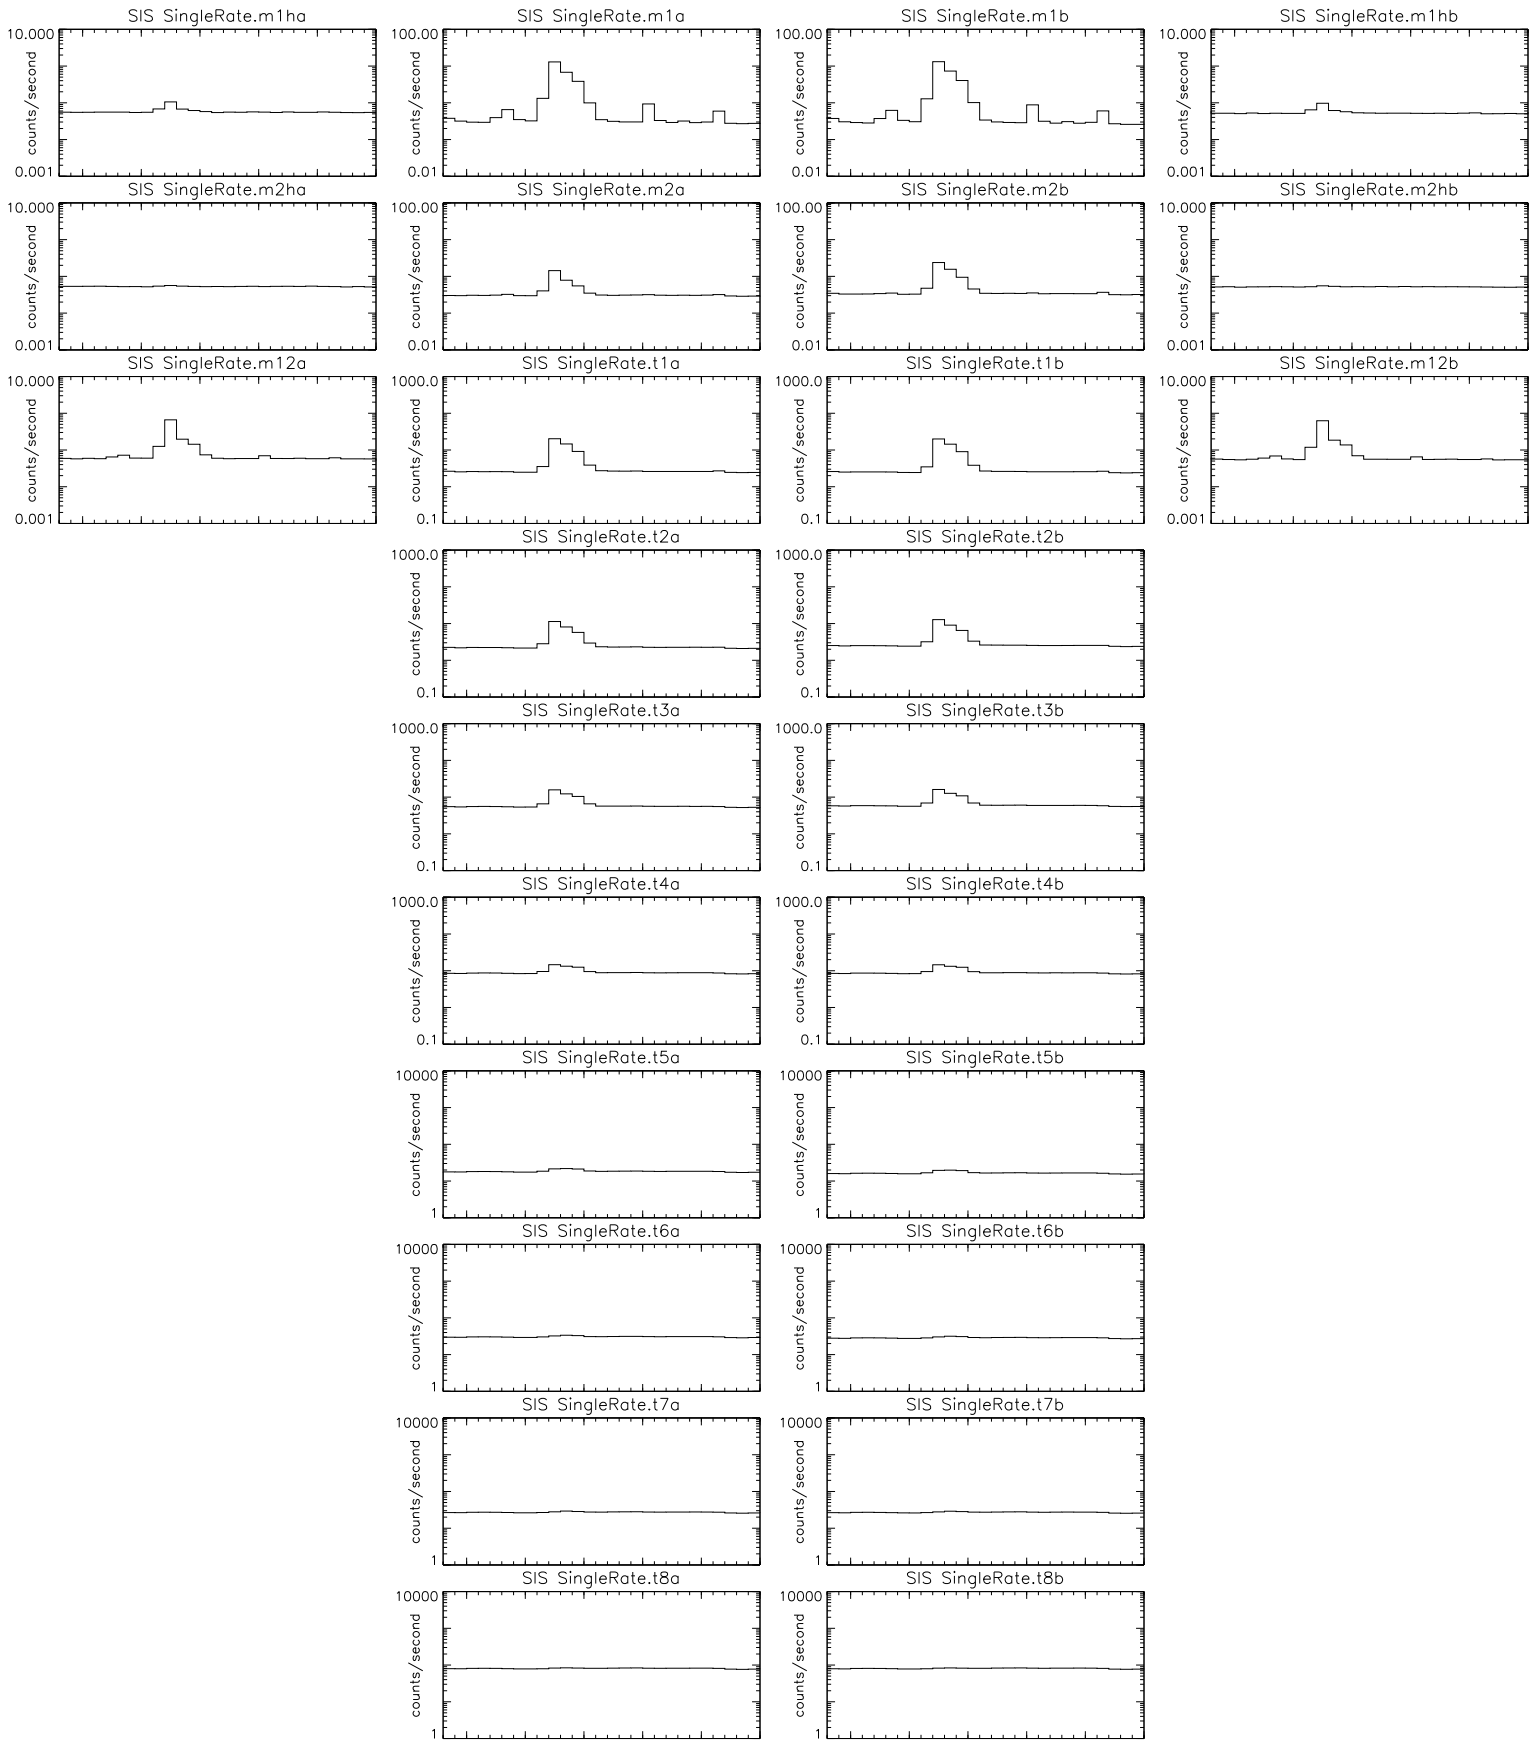 SIS SingleRate.m1ha
SIS SingleRate.m1a
SIS SingleRate.m1b
SIS SingleRate.m1hb
10.000
counts/second
0.001
100.00
counts/second
0.01
100.00
counts/second
0.01
10.000
counts/second
0.001
SIS SingleRate.m2ha
SIS SingleRate.m2a
SIS SingleRate.m2b
SIS SingleRate.m2hb
10.000
counts/second
0.001
100.00
counts/second
0.01
100.00
counts/second
0.01
10.000
counts/second
0.001
SIS SingleRate.m12a
SIS SingleRate.t1a
SIS SingleRate.t1b
SIS SingleRate.m12b
10.000
counts/second
0.001
1000.0
counts/second
0.1
1000.0
counts/second
0.1
10.000
counts/second
0.001
SIS SingleRate.t2a
SIS SingleRate.t2b
1000.0
counts/second
0.1
1000.0
counts/second
0.1
SIS SingleRate.t3a
SIS SingleRate.t3b
1000.0
counts/second
0.1
1000.0
counts/second
0.1
SIS SingleRate.t4a
SIS SingleRate.t4b
1000.0
counts/second
0.1
1000.0
counts/second
0.1
SIS SingleRate.t5a
SIS SingleRate.t5b
10000
counts/second
1
10000
counts/second
1
SIS SingleRate.t6a
SIS SingleRate.t6b
10000
counts/second
1
10000
counts/second
1
SIS SingleRate.t7a
SIS SingleRate.t7b
10000
counts/second
1
10000
counts/second
1
SIS SingleRate.t8a
SIS SingleRate.t8b
10000
counts/second
1
10000
counts/second
1